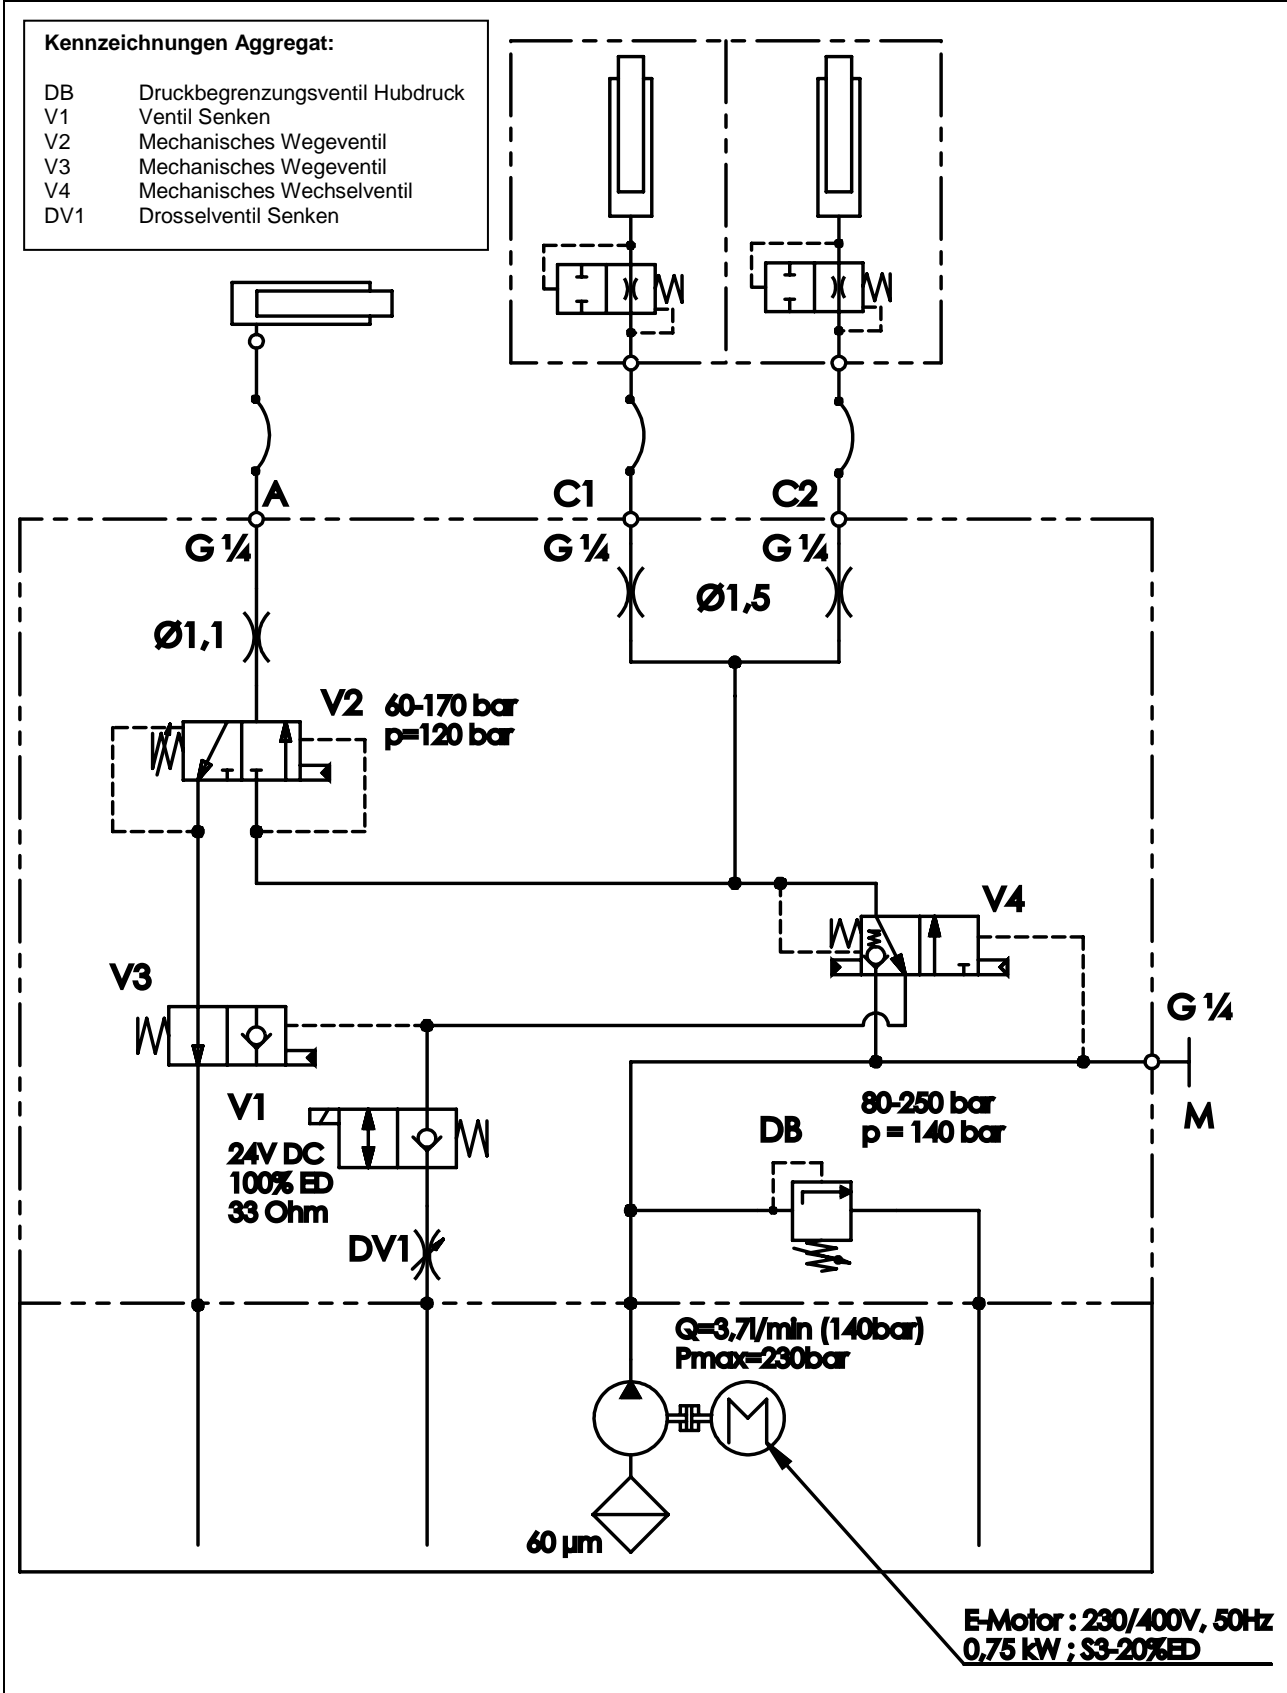 Kennzeichnungen Aggregat:
DB Druckbegrenzungsventil Hubdruck
V1 Ventil Senken
V2 Mechanisches Wegeventil
V3 Mechanisches Wegeventil
V4 Mechanisches Wechselventil
DV1 Drosselventil Senken
A
C1
C2
G ¼
G ¼
G ¼
Ø1,1
Ø1,5
V2
60-170 bar
p=120 bar
V4
V3
G ¼
M
V1
24V DC
100% ED
33 Ohm
80-250 bar
p = 140 bar
DB
DV1
Q=3,7l/min (140bar)
Pmax=230bar
M
60 µm
E-Motor : 230/400V, 50Hz
0,75 kW ; S3-20%ED